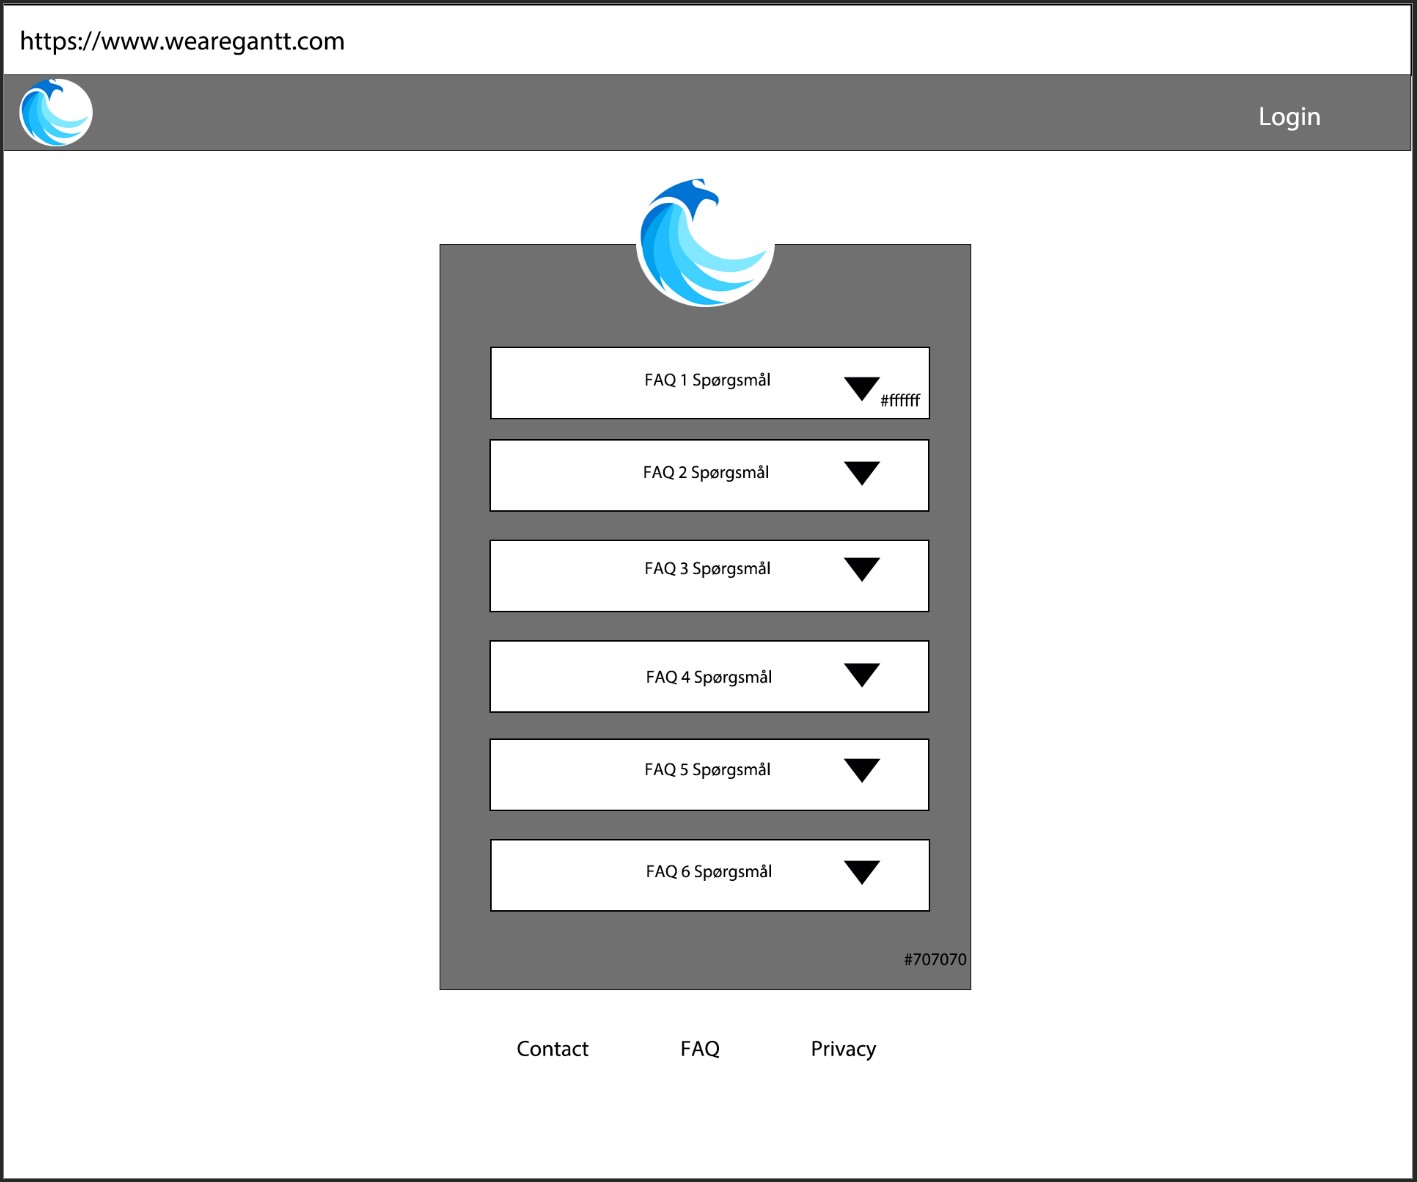 https://www.wearegantt.com
Login
FAQ 1 Spørgsmål
#ffffff
FAQ 2 Spørgsmål
FAQ 3 Spørgsmål
FAQ 4 Spørgsmål
FAQ 5 Spørgsmål
FAQ 6 Spørgsmål
#707070
Contact FAQ Privacy